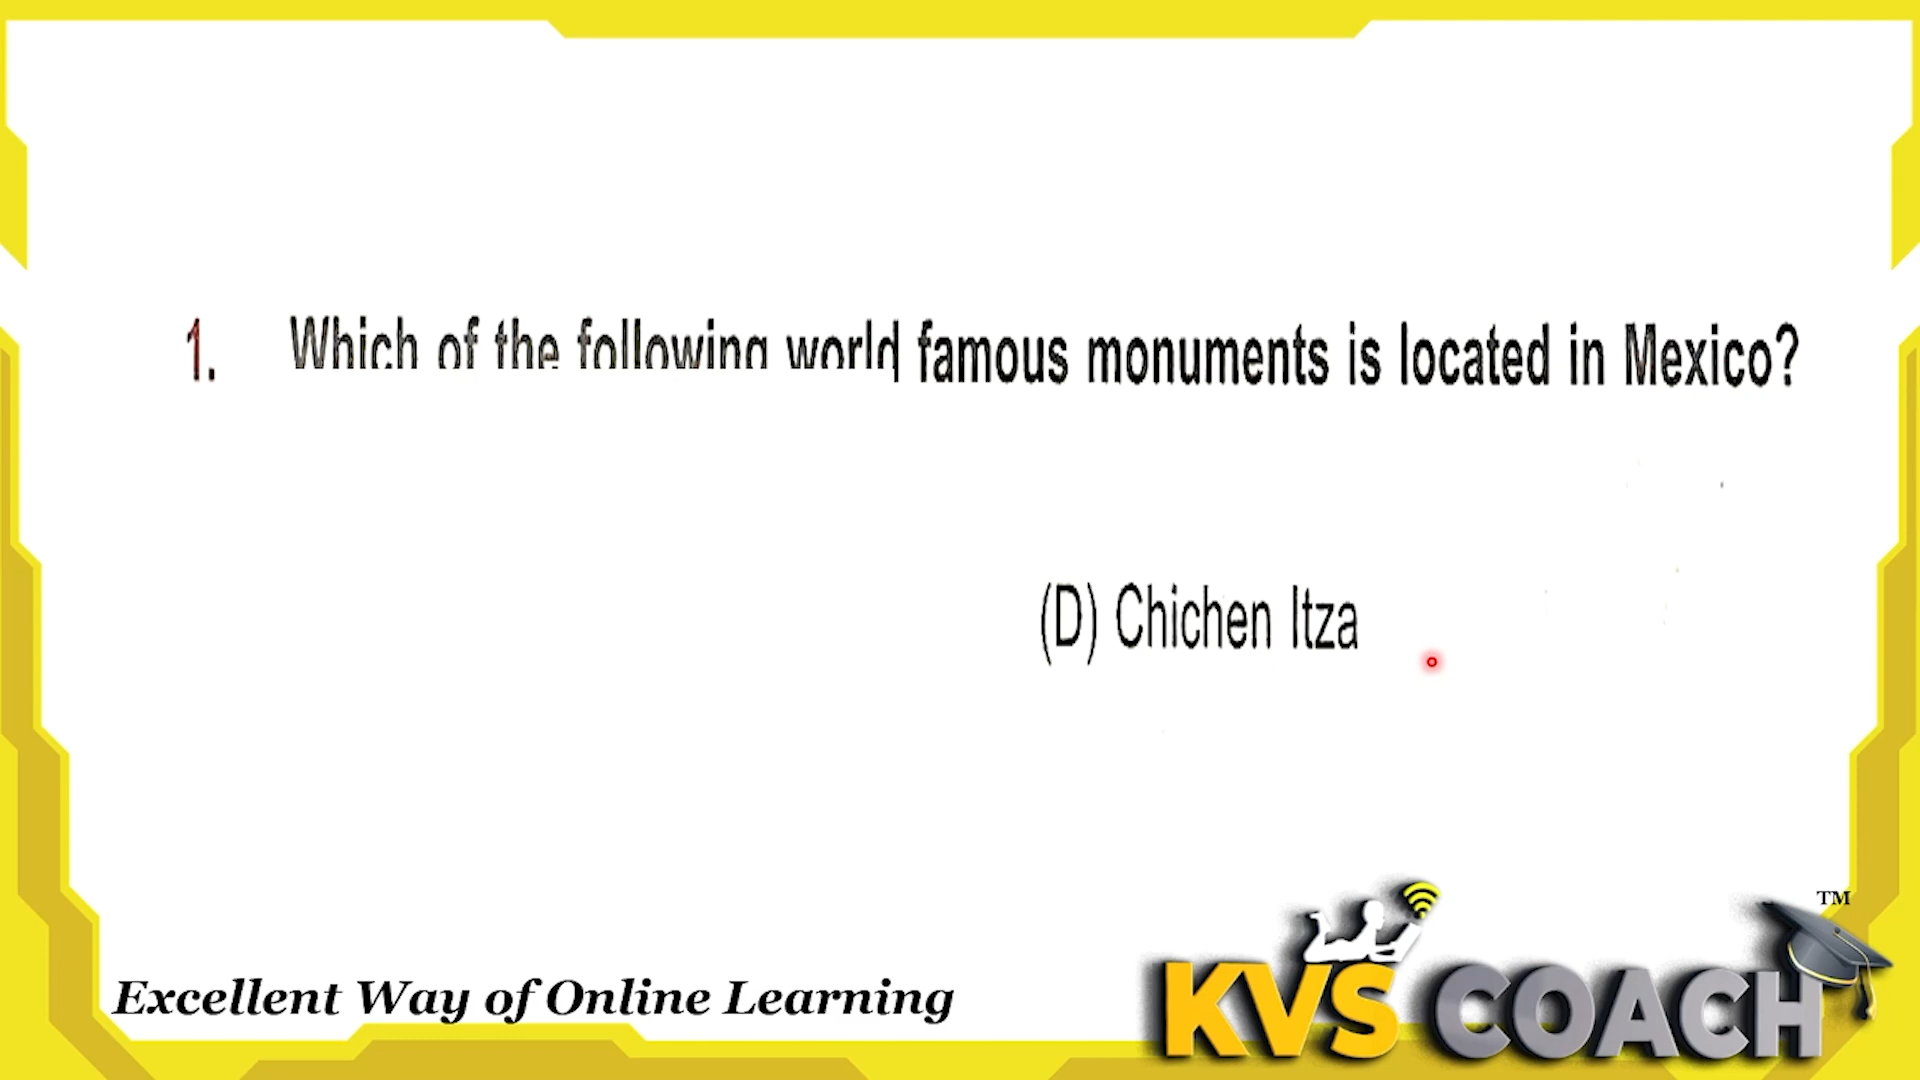 1. Which of the following world famous monuments is located in Mexico?
(D) Chichen Itza
TM
KVS COACH
Excellent Way of Online Learning